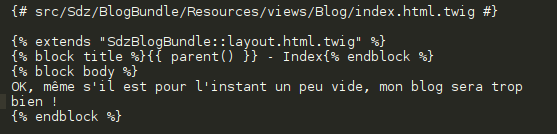 {# src/Sdz/BlogBundle/Resources/views/Blog/index.html.twig #}
{% extends "SdzBlogBundle::layout.html.twig" %}
{% block title %}{{ parent() }} - Index{% endblock %}
{% block body %}
OK, même s'il est pour l'instant un peu vide, mon blog sera trop
bien !
{% endblock %}